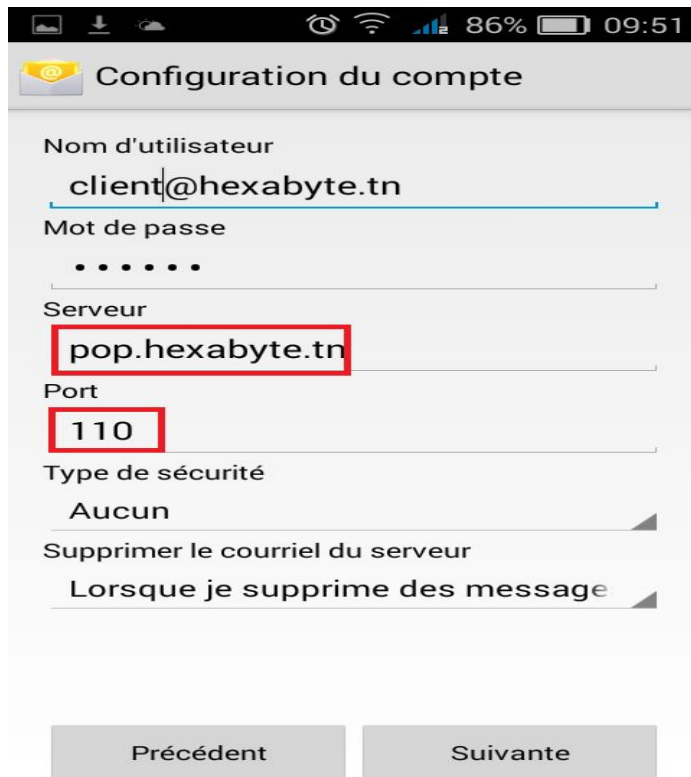 86% 09:51
Configuration du compte
Nom d'utilisateur
client@hexabyte.tn
Mot de passe
••••••
Serveur
pop.hexabyte.tn
Port
110
Type de sécurité
Aucun
Supprimer le courriel du serveur
Lorsque je supprime des message
Précédent Suivante